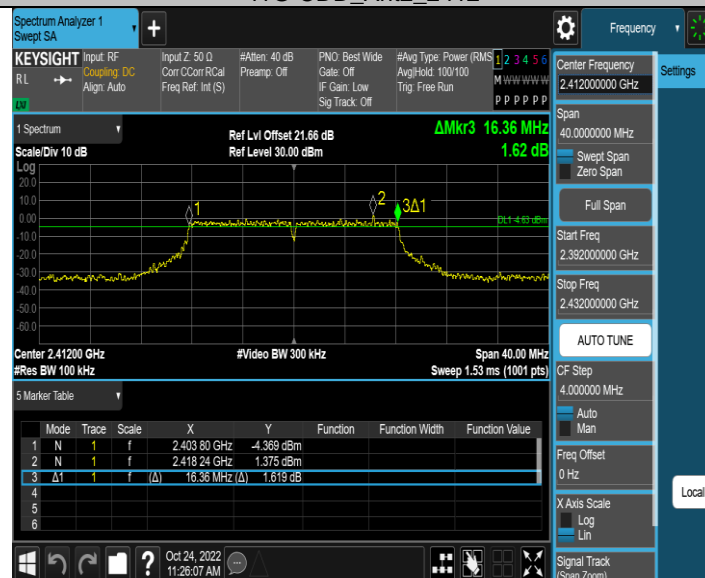 Spectrum Analyzer 1
Swept SA
Frequency
KEYSIGHT
RL
LXI
Input: RF
Coupling: DC
Align: Auto
Input Z: 50 Ω
Corr CCorr RCal
Freq Ref: Int (S)
#Atten: 40 dB
Preamp: Off
PNO: Best Wide
Gate: Off
IF Gain: Low
Sig Track: Off
#Avg Type: Power (RMS
Avg|Hold: 100/100
Trig: Free Run
1 2 3 4 5 6
M W W W W W
P P P P P P
1 Spectrum
Scale/Div 10 dB
Ref Lvl Offset 21.66 dB
Ref Level 30.00 dBm
ΔMkr3 16.36 MHz
1.62 dB
Log
20.0
10.0
0.00
-10.0
-20.0
-30.0
-40.0
-50.0
-60.0
1
2
3Δ1
DL1 -4.63 dBm
Center 2.41200 GHz
#Res BW 100 kHz
#Video BW 300 kHz
Span 40.00 MHz
Sweep 1.53 ms (1001 pts)
5 Marker Table
Mode Trace Scale X Y Function Function Width Function Value
1 N 1 f 2.403 80 GHz -4.369 dBm
2 N 1 f 2.418 24 GHz 1.375 dBm
3 Δ1 1 f (Δ) 16.36 MHz (Δ) 1.619 dB
4
5
6
Oct 24, 2022
11:26:07 AM
Center Frequency
2.412000000 GHz
Span
40.0000000 MHz
Swept Span
Zero Span
Full Span
Start Freq
2.392000000 GHz
Stop Freq
2.432000000 GHz
AUTO TUNE
CF Step
4.000000 MHz
Auto
Man
Freq Offset
0 Hz
X Axis Scale
Log
Lin
Signal Track
(Span Zoom)
Settings
Local